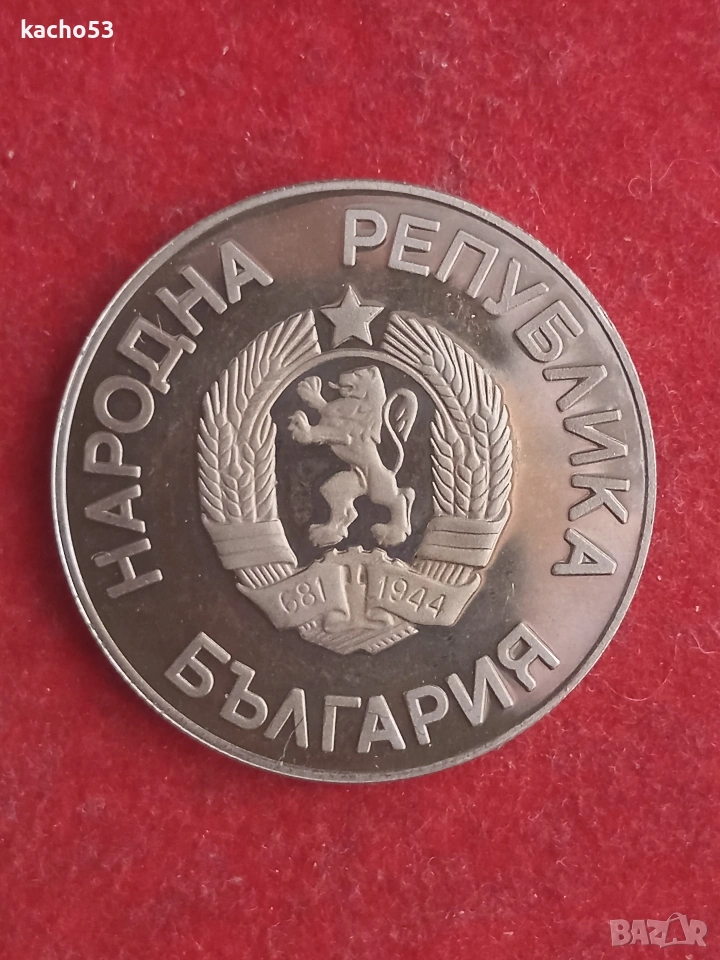 kacho53
НАРОДНА РЕПУБЛИКА
681 1944
БЪЛГАРИЯ
BAZAR